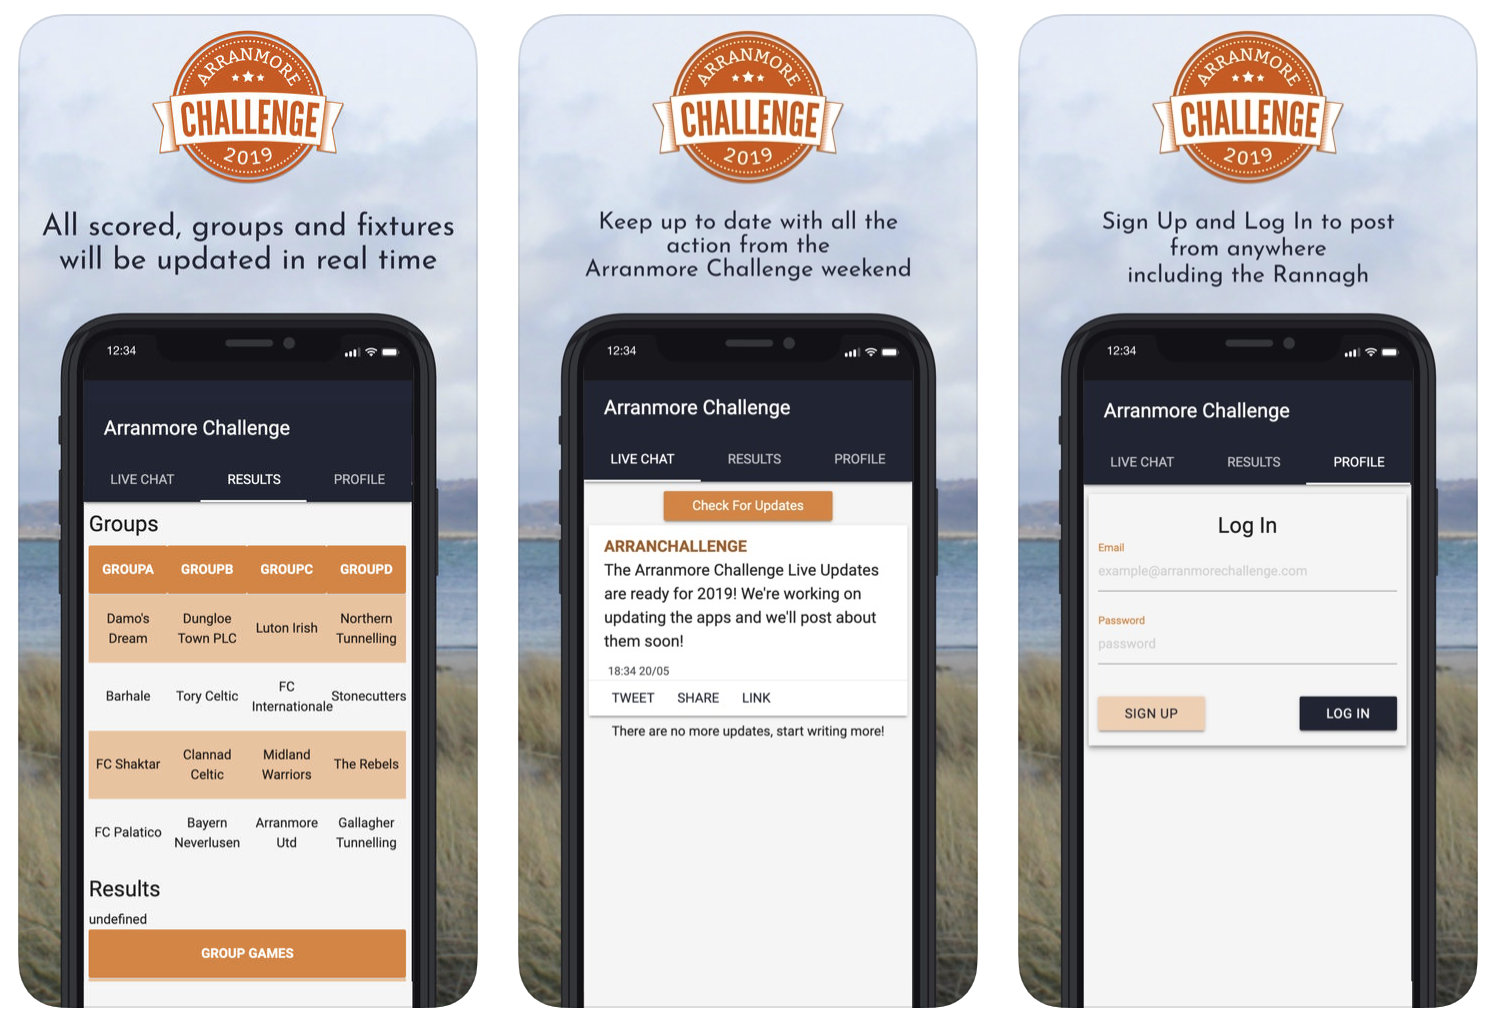 ARRANMORE
CHALLENGE
2019
All scored, groups and fixtures
will be updated in real time
12:34
Arranmore Challenge
LIVE CHAT
RESULTS
PROFILE
Groups
GROUPA
GROUPB
GROUPC
GROUPD
Damo's
Dream
Dungloe
Town PLC
Luton Irish
Northern
Tunnelling
Barhale
Tory Celtic
FC
Internationale
Stonecutters
FC Shaktar
Clannad
Celtic
Midland
Warriors
The Rebels
FC Palatico
Bayern
Neverlusen
Arranmore
Utd
Gallagher
Tunnelling
Results
undefined
GROUP GAMES
ARRANMORE
CHALLENGE
2019
Keep up to date with all the
action from the
Arranmore Challenge weekend
12:34
Arranmore Challenge
LIVE CHAT
RESULTS
PROFILE
Check For Updates
ARRANCHALLENGE
The Arranmore Challenge Live Updates
are ready for 2019! We're working on
updating the apps and we'll post about
them soon!
18:34 20/05
TWEET
SHARE
LINK
There are no more updates, start writing more!
ARRANMORE
CHALLENGE
2019
Sign Up and Log In to post
from anywhere
including the Rannagh
12:34
Arranmore Challenge
LIVE CHAT
RESULTS
PROFILE
Log In
Email
example@arranmorechallenge.com
Password
password
SIGN UP
LOG IN